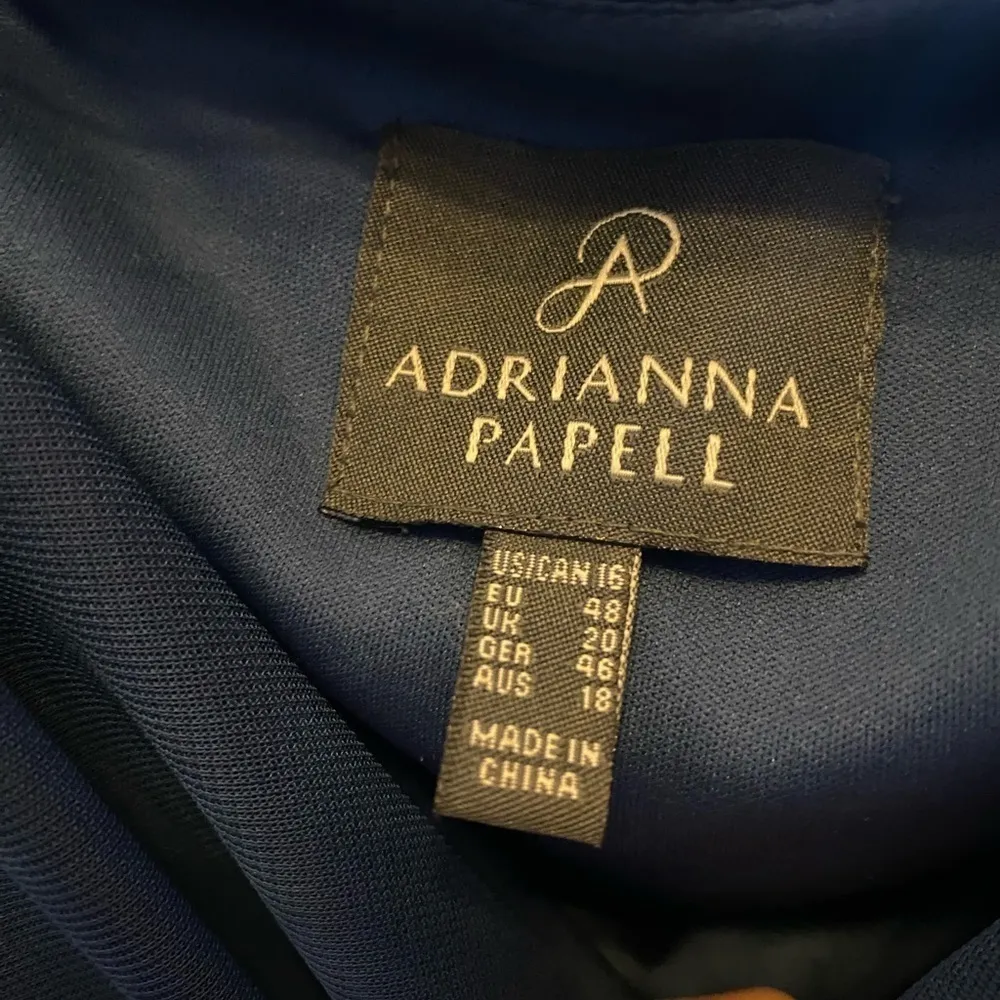 AP
ADRIANNA
PAPELL
US/CAN 16
EU 48
UK 20
GER 46
AUS 18
MADE IN
CHINA